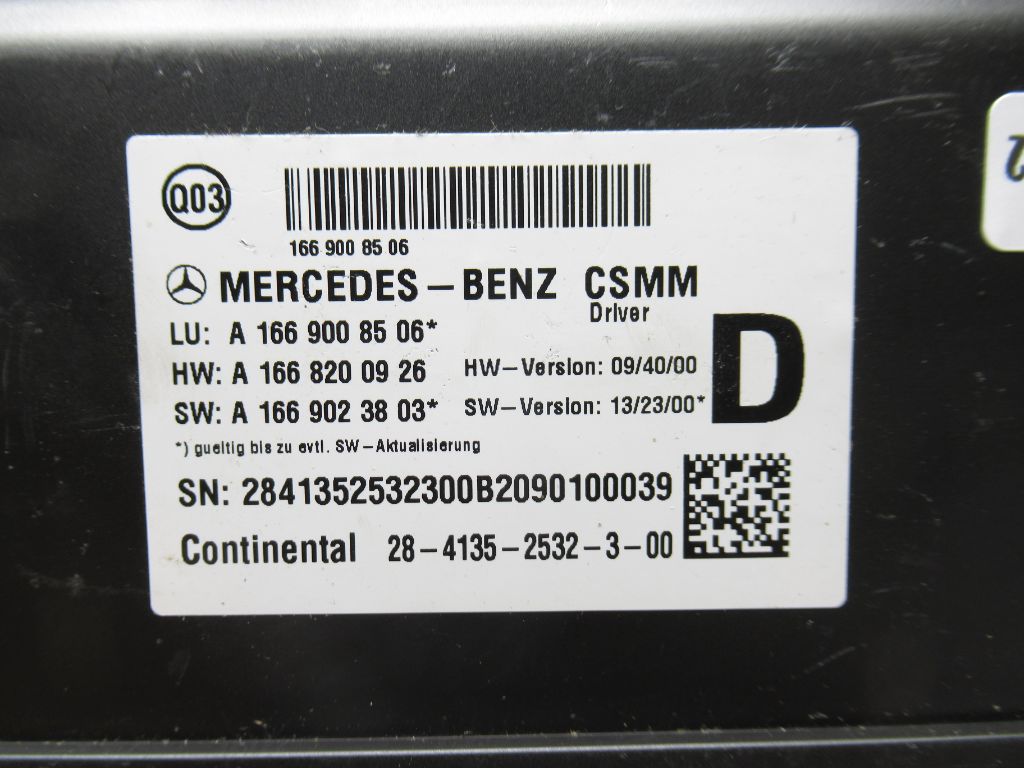 Q03
166 900 85 06
MERCEDES-BENZ CSMM
Driver
LU: A 166 900 85 06*
HW: A 166 820 09 26 HW-Version: 09/40/00
SW: A 166 902 38 03* SW-Version: 13/23/00*
D
*) gueltig bis zu evtl. SW-Aktualisierung
SN: 2841352532300B2090100039
Continental 28-4135-2532-3-00
2